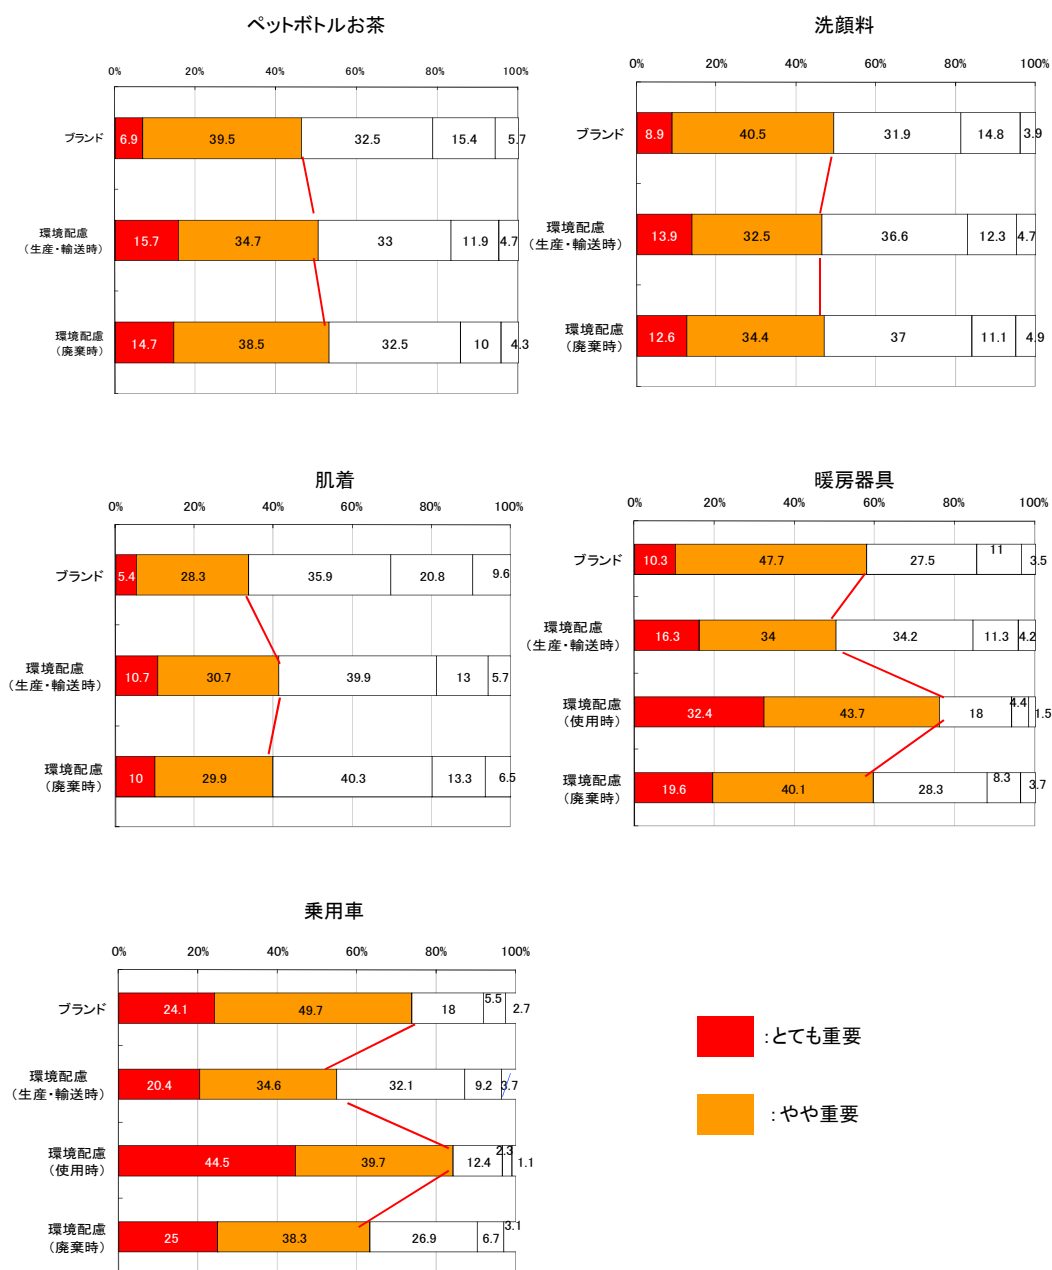 ペットボトルお茶
0% 20% 40% 60% 80% 100%
ブランド 6.9 39.5 32.5 15.4 5.7
環境配慮
(生産・輸送時) 15.7 34.7 33 11.9 4.7
環境配慮
(廃棄時) 14.7 38.5 32.5 10 4.3
洗顔料
0% 20% 40% 60% 80% 100%
ブランド 8.9 40.5 31.9 14.8 3.9
環境配慮
(生産・輸送時) 13.9 32.5 36.6 12.3 4.7
環境配慮
(廃棄時) 12.6 34.4 37 11.1 4.9
肌着
0% 20% 40% 60% 80% 100%
ブランド 5.4 28.3 35.9 20.8 9.6
環境配慮
(生産・輸送時) 10.7 30.7 39.9 13 5.7
環境配慮
(廃棄時) 10 29.9 40.3 13.3 6.5
暖房器具
0% 20% 40% 60% 80% 100%
ブランド 10.3 47.7 27.5 11 3.5
環境配慮
(生産・輸送時) 16.3 34 34.2 11.3 4.2
環境配慮
(使用時) 32.4 43.7 18 4.4 1.5
環境配慮
(廃棄時) 19.6 40.1 28.3 8.3 3.7
乗用車
0% 20% 40% 60% 80% 100%
ブランド 24.1 49.7 18 5.5 2.7
環境配慮
(生産・輸送時) 20.4 34.6 32.1 9.2 3.7
環境配慮
(使用時) 44.5 39.7 12.4 2.3 1.1
環境配慮
(廃棄時) 25 38.3 26.9 6.7 3.1
:とても重要
:やや重要